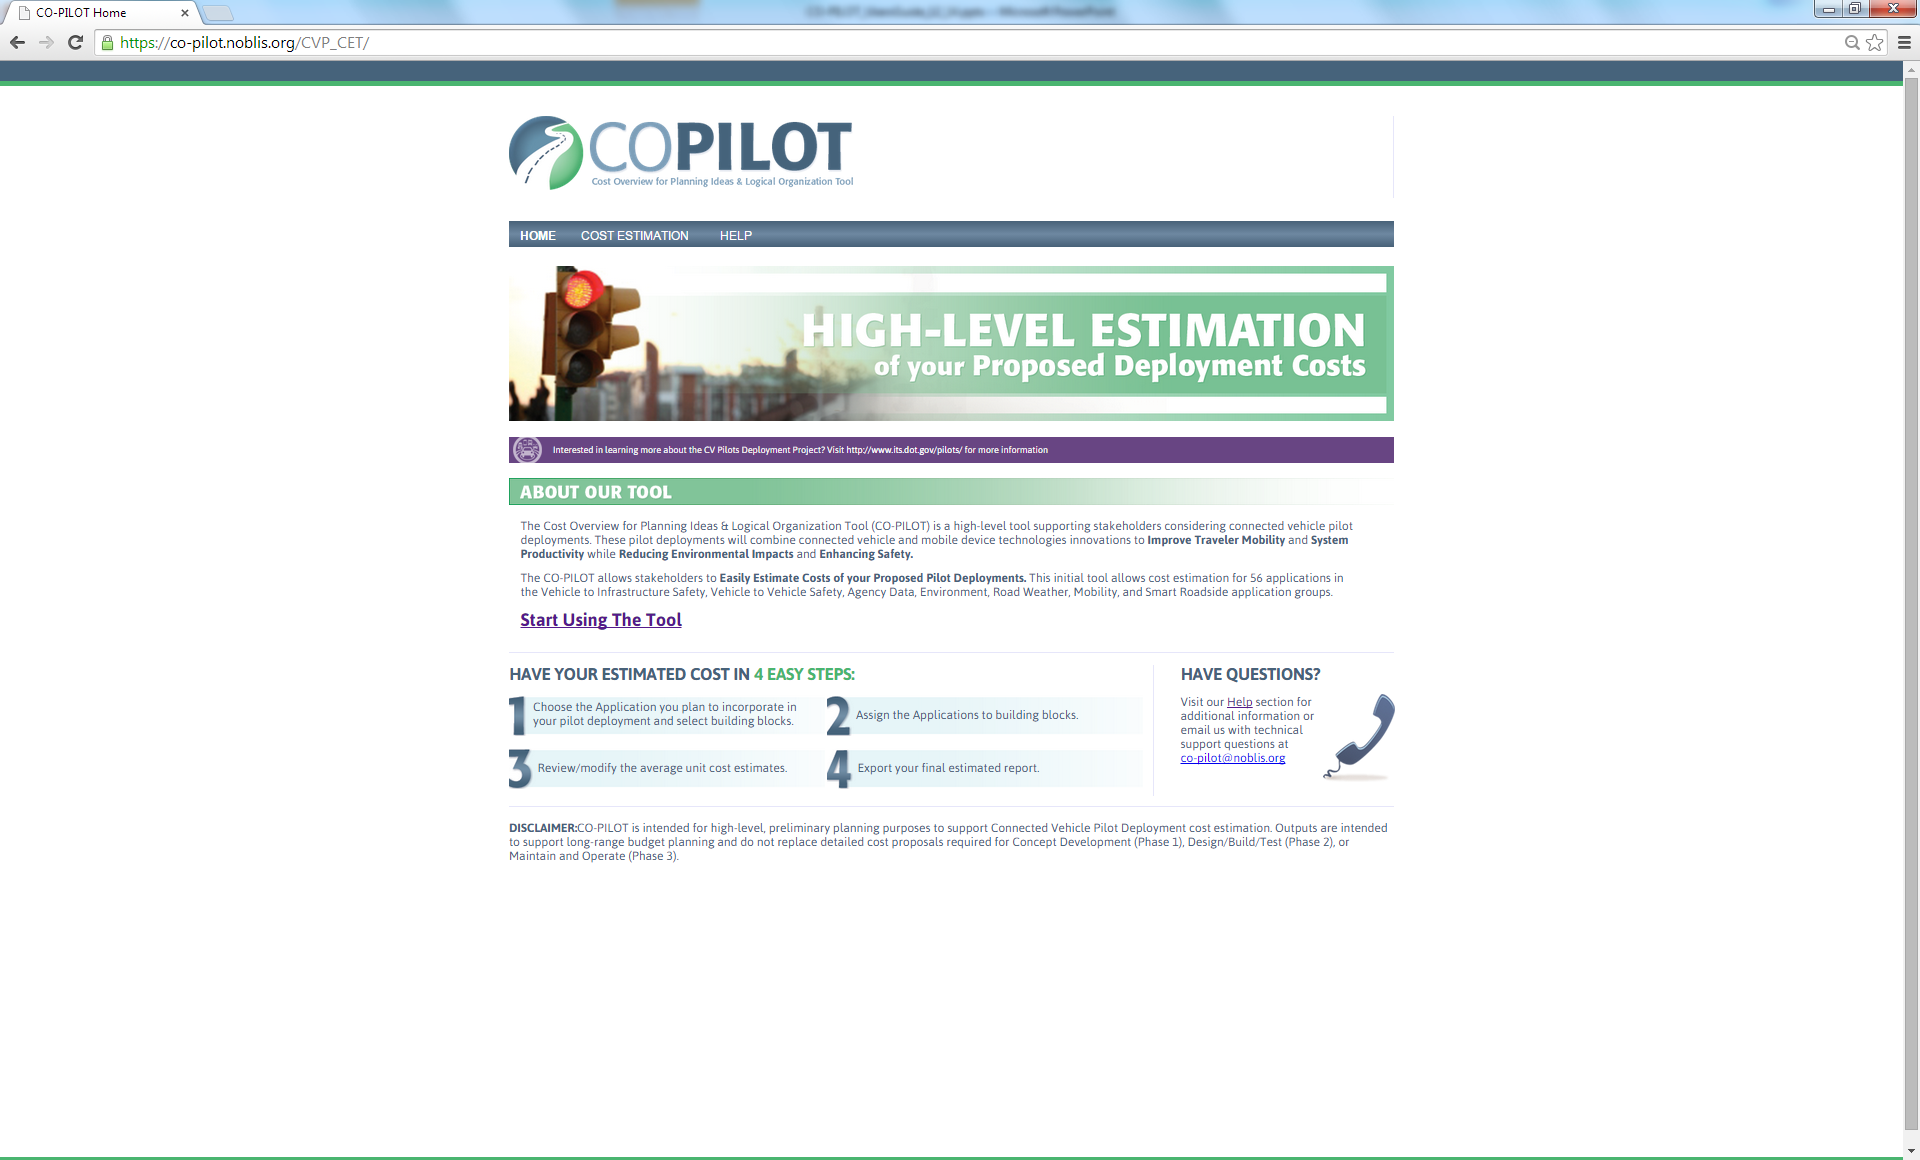 CO-PILOT Home
https://co-pilot.noblis.org/CVP_CET/
COPILOT
Cost Overview for Planning Ideas & Logical Organization Tool
HOME COST ESTIMATION HELP
HIGH-LEVEL ESTIMATION
of your Proposed Deployment Costs
Interested in learning more about the CV Pilots Deployment Project? Visit http://www.its.dot.gov/pilots/ for more information
ABOUT OUR TOOL
The Cost Overview for Planning Ideas & Logical Organization Tool (CO-PILOT) is a high-level tool supporting stakeholders considering connected vehicle pilot
deployments. These pilot deployments will combine connected vehicle and mobile device technologies innovations to Improve Traveler Mobility and System
Productivity while Reducing Environmental Impacts and Enhancing Safety.
The CO-PILOT allows stakeholders to Easily Estimate Costs of your Proposed Pilot Deployments. This initial tool allows cost estimation for 56 applications in
the Vehicle to Infrastructure Safety, Vehicle to Vehicle Safety, Agency Data, Environment, Road Weather, Mobility, and Smart Roadside application groups.
Start Using The Tool
HAVE YOUR ESTIMATED COST IN 4 EASY STEPS:
1 Choose the Application you plan to incorporate in
your pilot deployment and select building blocks.
2 Assign the Applications to building blocks.
3 Review/modify the average unit cost estimates.
4 Export your final estimated report.
HAVE QUESTIONS?
Visit our Help section for
additional information or
email us with technical
support questions at
co-pilot@noblis.org
DISCLAIMER:CO-PILOT is intended for high-level, preliminary planning purposes to support Connected Vehicle Pilot Deployment cost estimation. Outputs are intended
to support long-range budget planning and do not replace detailed cost proposals required for Concept Development (Phase 1), Design/Build/Test (Phase 2), or
Maintain and Operate (Phase 3).